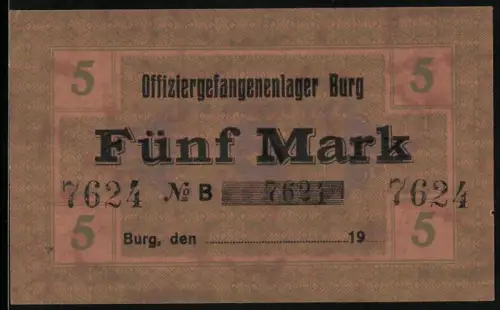 5 5
Offiziergefangenenlager Burg
Fünf Mark
7624 № B 7624 7624
5 5
Burg, den ........................ 19